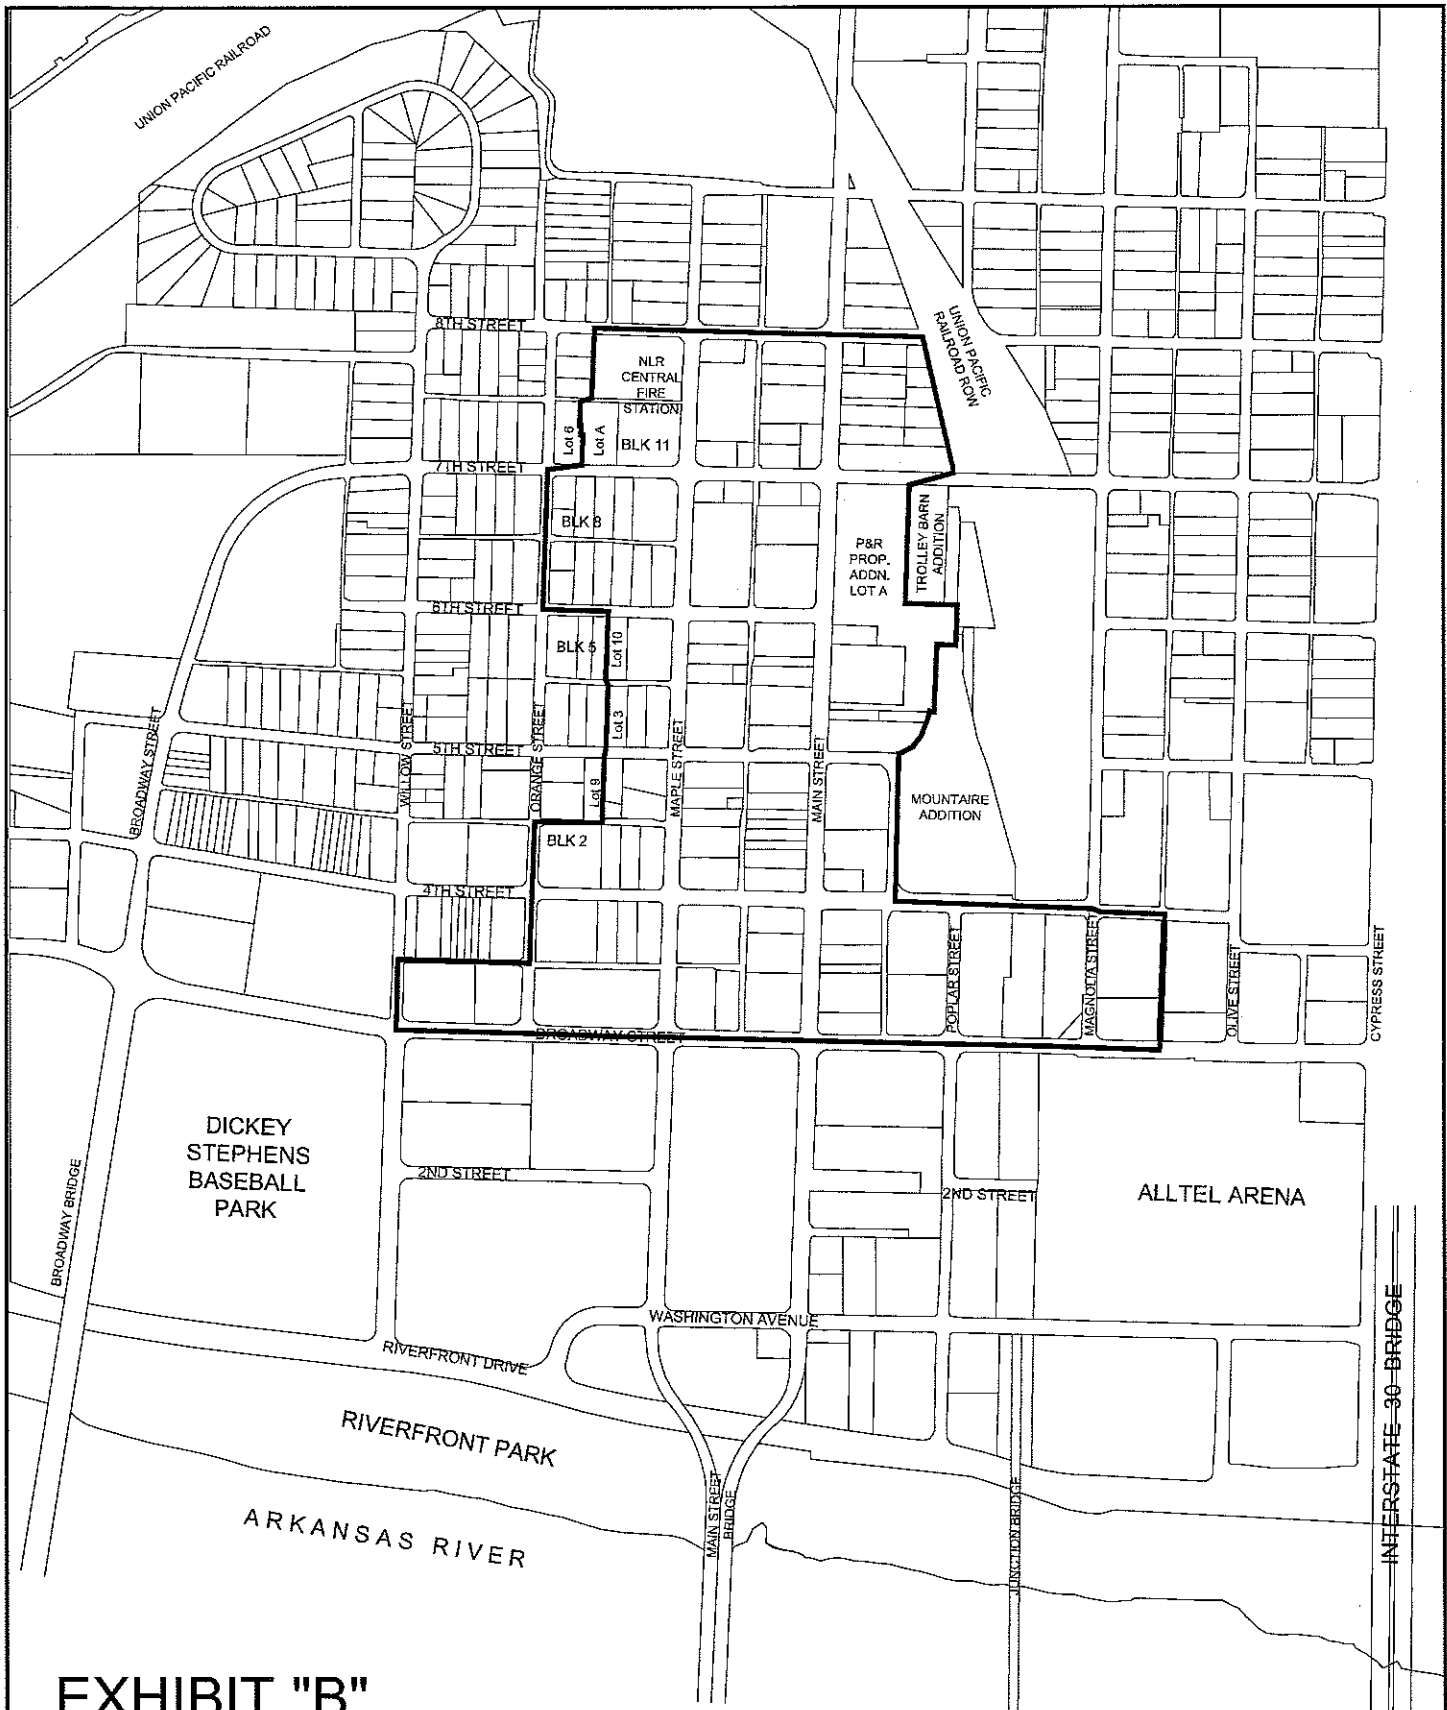 UNION PACIFIC RAILROAD
8TH STREET
UNION PACIFIC
RAILROAD ROW
NLR
CENTRAL
FIRE
STATION
Lot 6
Lot A
BLK 11
7TH STREET
BLK 8
P&R
PROP.
ADDN.
LOT A
TROLLEY BARN
ADDITION
6TH STREET
BLK 5
Lot 10
Lot 3
WILLOW STREET
ORANGE STREET
5TH STREET
BROADWAY STREET
MAPLE STREET
MAIN STREET
Lot 9
MOUNTAIRE
ADDITION
BLK 2
4TH STREET
POPLAR STREET
MAGNOLIA STREET
OLIVE STREET
CYPRESS STREET
BROADWAY STREET
DICKEY
STEPHENS
BASEBALL
PARK
BROADWAY BRIDGE
2ND STREET
2ND STREET
ALLTEL ARENA
WASHINGTON AVENUE
RIVERFRONT DRIVE
INTERSTATE 30 BRIDGE
RIVERFRONT PARK
MAIN STREET
BRIDGE
JUNCTION BRIDGE
ARKANSAS RIVER
EXHIBIT "B"